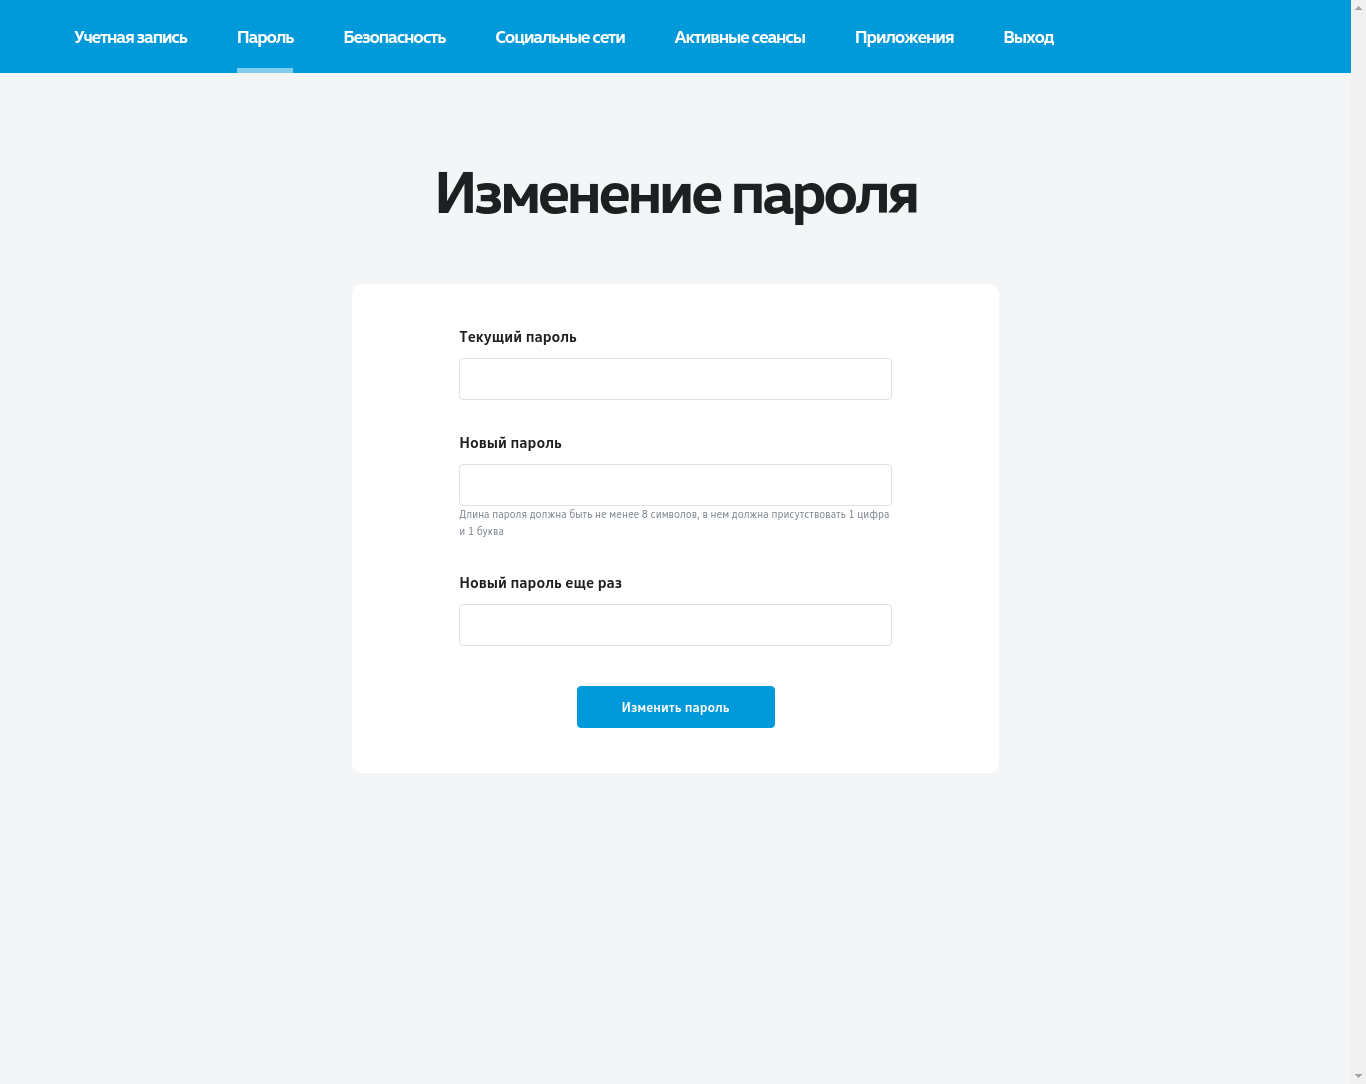 Учетная запись Пароль Безопасность Социальные сети Активные сеансы Приложения Выход
Изменение пароля
Текущий пароль
Новый пароль
Длина пароля должна быть не менее 8 символов, в нем должна присутствовать 1 цифра
и 1 буква
Новый пароль еще раз
Изменить пароль